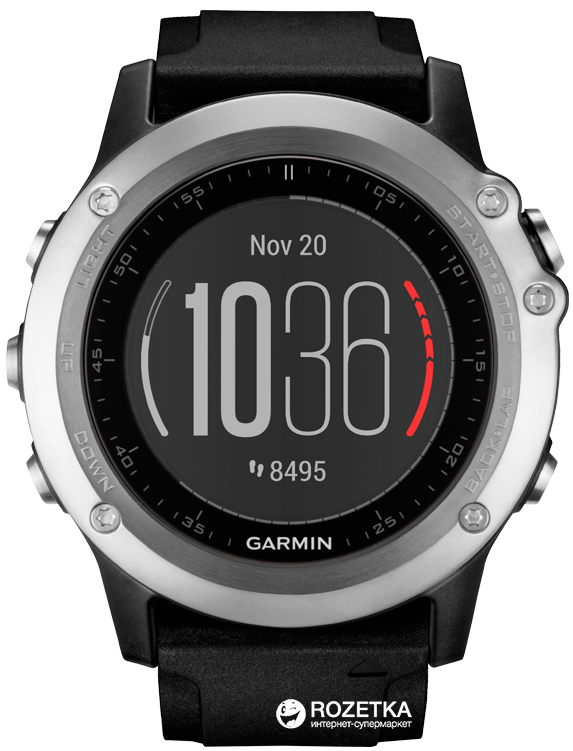 55
05
LIGHT
START•STOP
Nov 20
50
10
1036
UP
45
15
DOWN
BACK•LAP
8495
40
20
35
25
GARMIN
ROZETKA
интернет-супермаркет